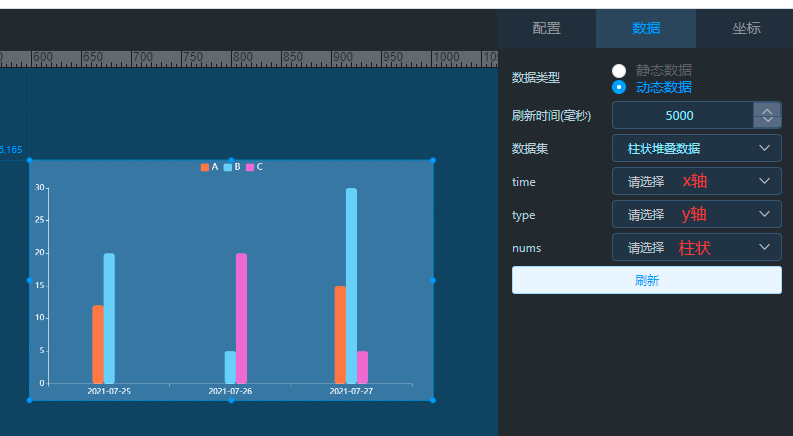 配置 数据 坐标
600 650 700 750 800 850 900 950 1000
6,165
A B C
30
25
20
15
10
5
0
2021-07-25 2021-07-26 2021-07-27
数据类型 静态数据
动态数据
刷新时间(毫秒) 5000
数据集 柱状堆叠数据
time 请选择 x轴
type 请选择 y轴
nums 请选择 柱状
刷新